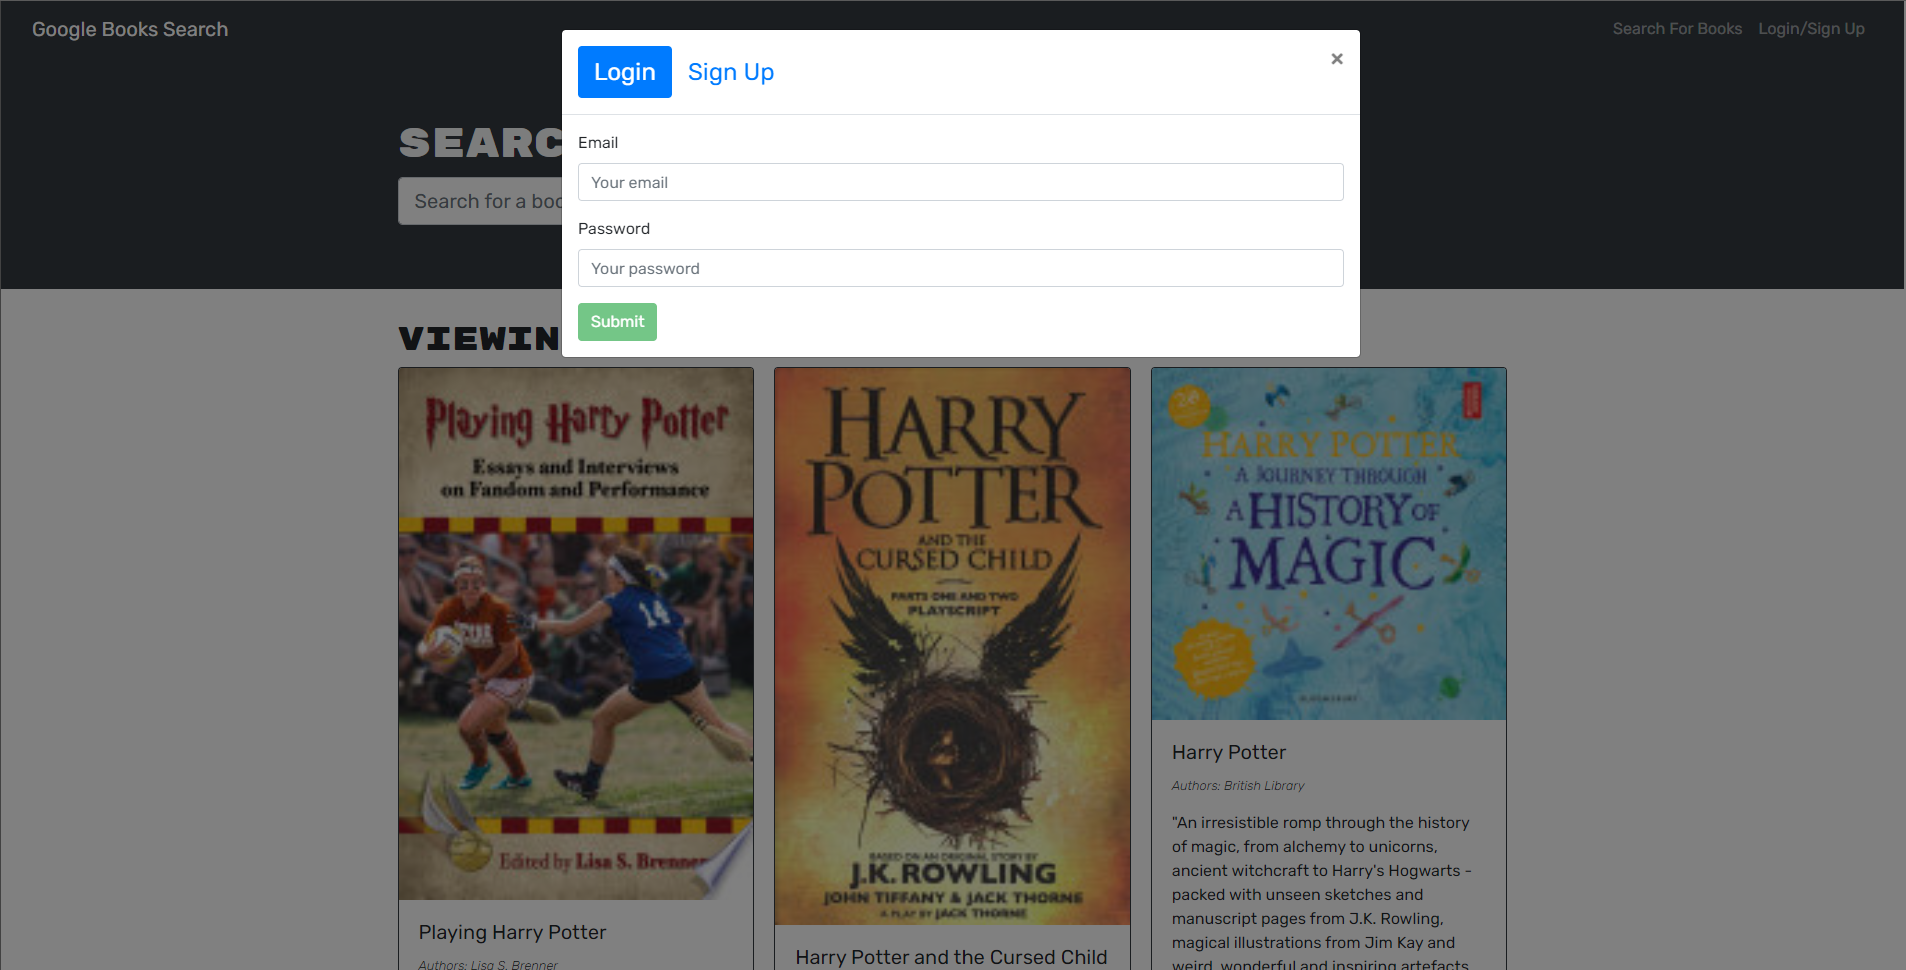 Google Books Search
Search For Books
Login/Sign Up
Login
Sign Up
×
Email
Your email
Password
Your password
Submit
SEARC
Search for a boo
VIEWIN
Playing Harry Potter
Essays and Interviews
on Fandom and Performance
14
Edited by Lisa S. Brenner
Playing Harry Potter
Authors: Lisa S. Brenner
HARRY
POTTER
AND THE
CURSED CHILD
PARTS ONE AND TWO
PLAYSCRIPT
BASED ON AN ORIGINAL STORY BY
J.K. ROWLING
JOHN TIFFANY & JACK THORNE
A PLAY BY JACK THORNE
Harry Potter and the Cursed Child
HARRY POTTER
A JOURNEY THROUGH
A HISTORY OF
MAGIC
BLOOMSBURY
Harry Potter
Authors: British Library
"An irresistible romp through the history
of magic, from alchemy to unicorns,
ancient witchcraft to Harry's Hogwarts -
packed with unseen sketches and
manuscript pages from J.K. Rowling,
magical illustrations from Jim Kay and
weird, wonderful and inspiring artefacts